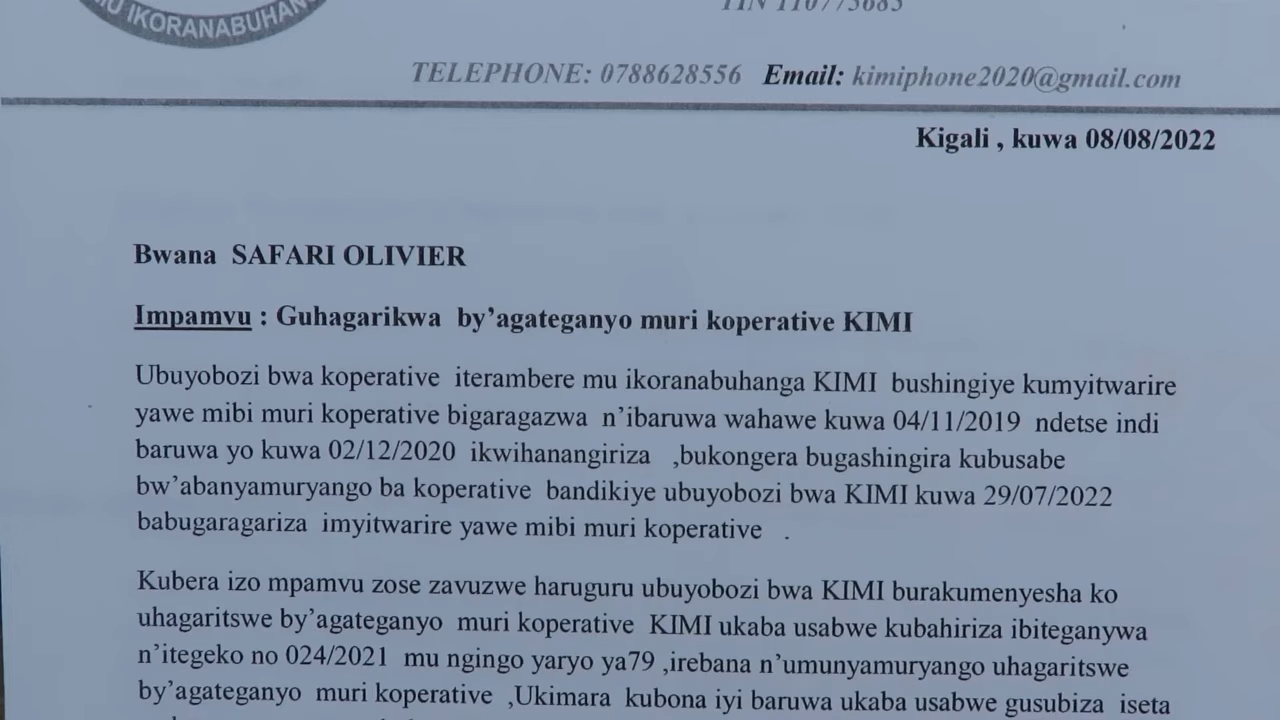 MU IKORANABUHAN
TIN 110773683
TELEPHONE: 0788628556 Email: kimiphone2020@gmail.com
Kigali , kuwa 08/08/2022
Bwana SAFARI OLIVIER
Impamvu : Guhagarikwa by’agateganyo muri koperative KIMI
Ubuyobozi bwa koperative iterambere mu ikoranabuhanga KIMI bushingiye kumyitwarire
yawe mibi muri koperative bigaragazwa n’ibaruwa wahawe kuwa 04/11/2019 ndetse indi
baruwa yo kuwa 02/12/2020 ikwihanangiriza ,bukongera bugashingira kubusabe
bw’abanyamuryango ba koperative bandikiye ubuyobozi bwa KIMI kuwa 29/07/2022
babugaragariza imyitwarire yawe mibi muri koperative .
Kubera izo mpamvu zose zavuzwe haruguru ubuyobozi bwa KIMI burakumenyesha ko
uhagaritswe by’agateganyo muri koperative KIMI ukaba usabwe kubahiriza ibiteganywa
n’itegeko no 024/2021 mu ngingo yaryo ya79 ,irebana n’umunyamuryango uhagaritswe
by’agateganyo muri koperative ,Ukimara kubona iyi baruwa ukaba usabwe gusubiza iseta